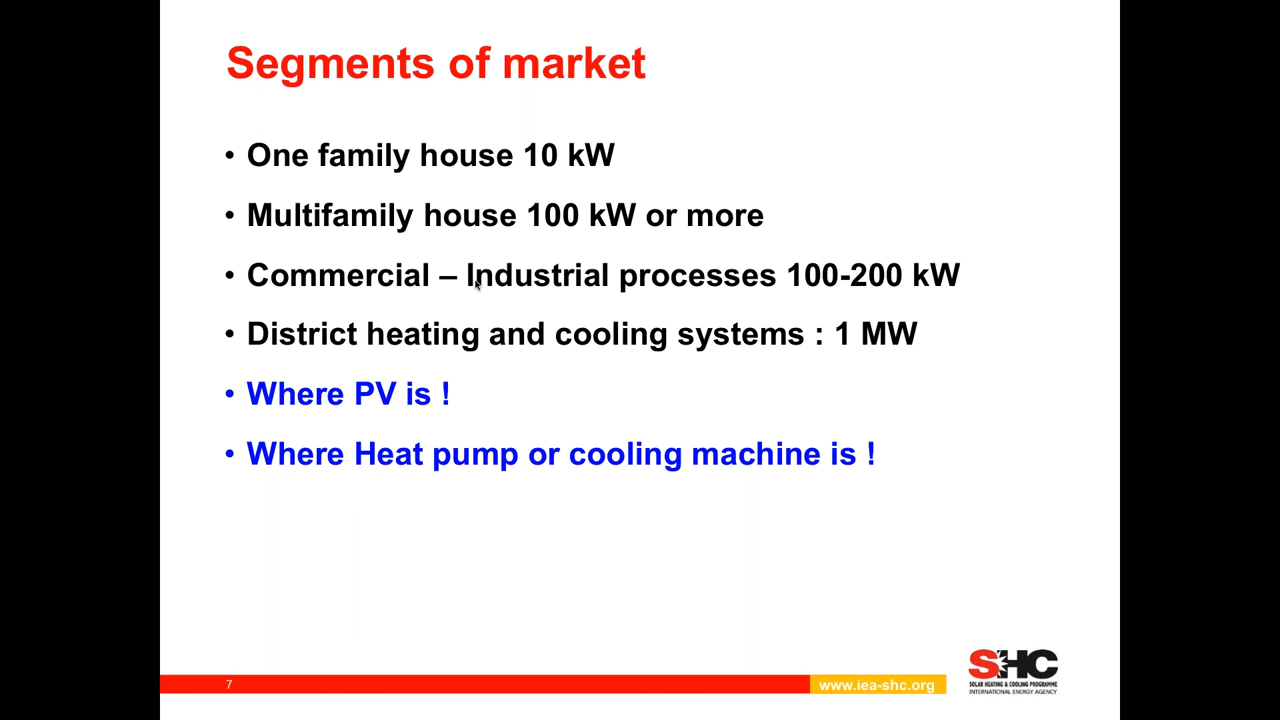 Segments of market
• One family house 10 kW
• Multifamily house 100 kW or more
• Commercial – Industrial processes 100-200 kW
• District heating and cooling systems : 1 MW
• Where PV is !
• Where Heat pump or cooling machine is !
7
www.iea-shc.org
SHC
SOLAR HEATING & COOLING PROGRAMME
INTERNATIONAL ENERGY AGENCY